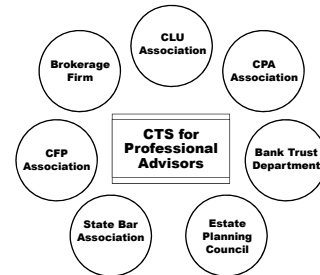 CLU
Association
Brokerage
Firm
CPA
Association
CTS for
Professional
Advisors
CFP
Association
Bank Trust
Department
State Bar
Association
Estate
Planning
Council